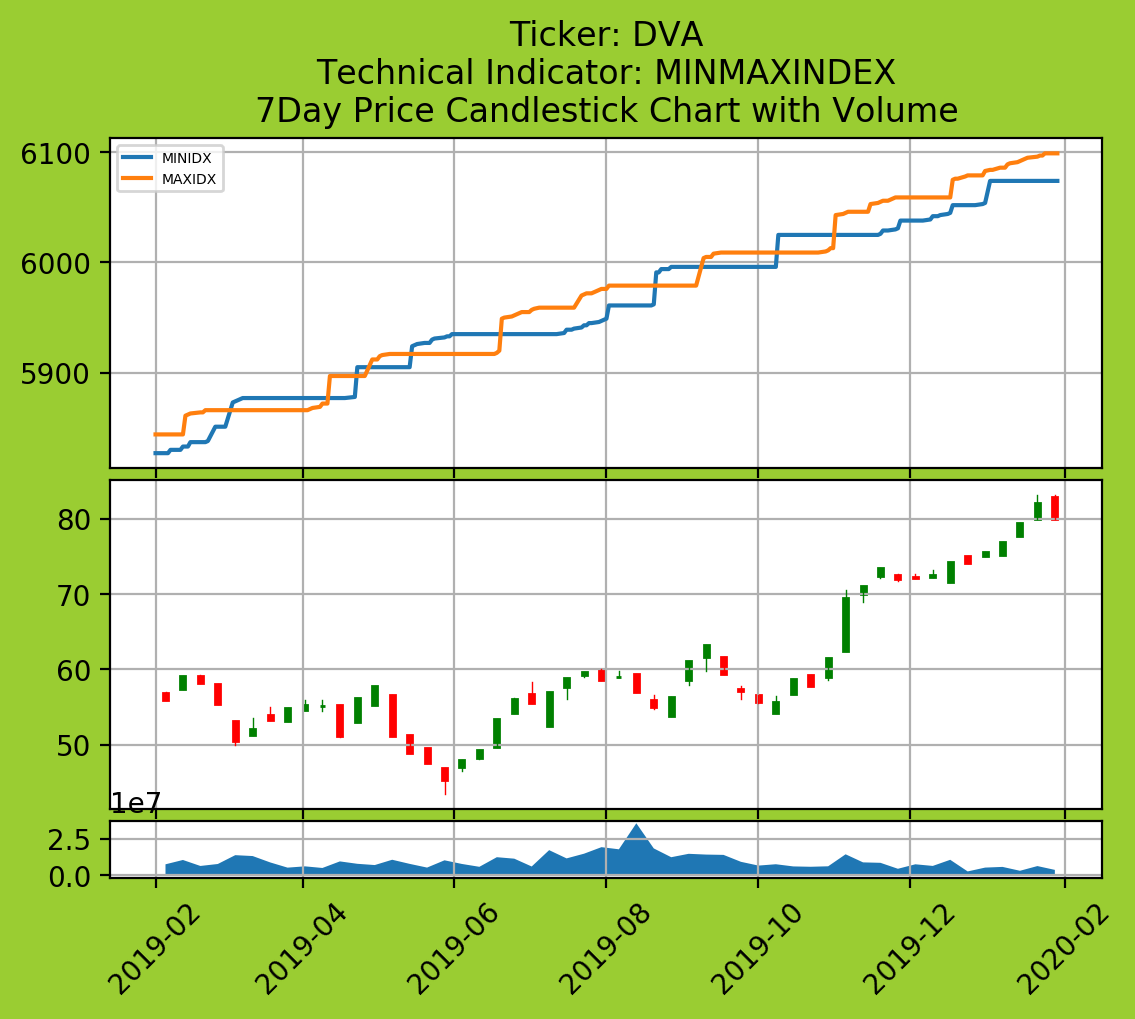 Ticker: DVA
Technical Indicator: MINMAXINDEX
7Day Price Candlestick Chart with Volume
6100
6000
5900
MINIDX
MAXIDX
80
70
60
50
1e7
2.5
0.0
2019-02
2019-04
2019-06
2019-08
2019-10
2019-12
2020-02